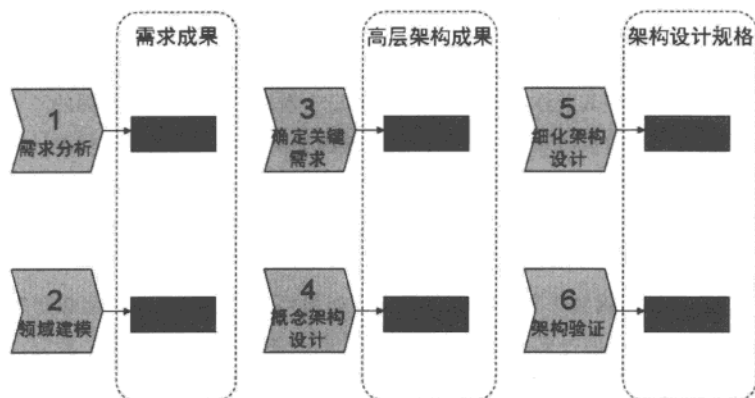 需求成果
高层架构成果
架构设计规格
1
需求分析
3
确定关键
需求
5
细化架构
设计
2
领域建模
4
概念架构
设计
6
架构验证